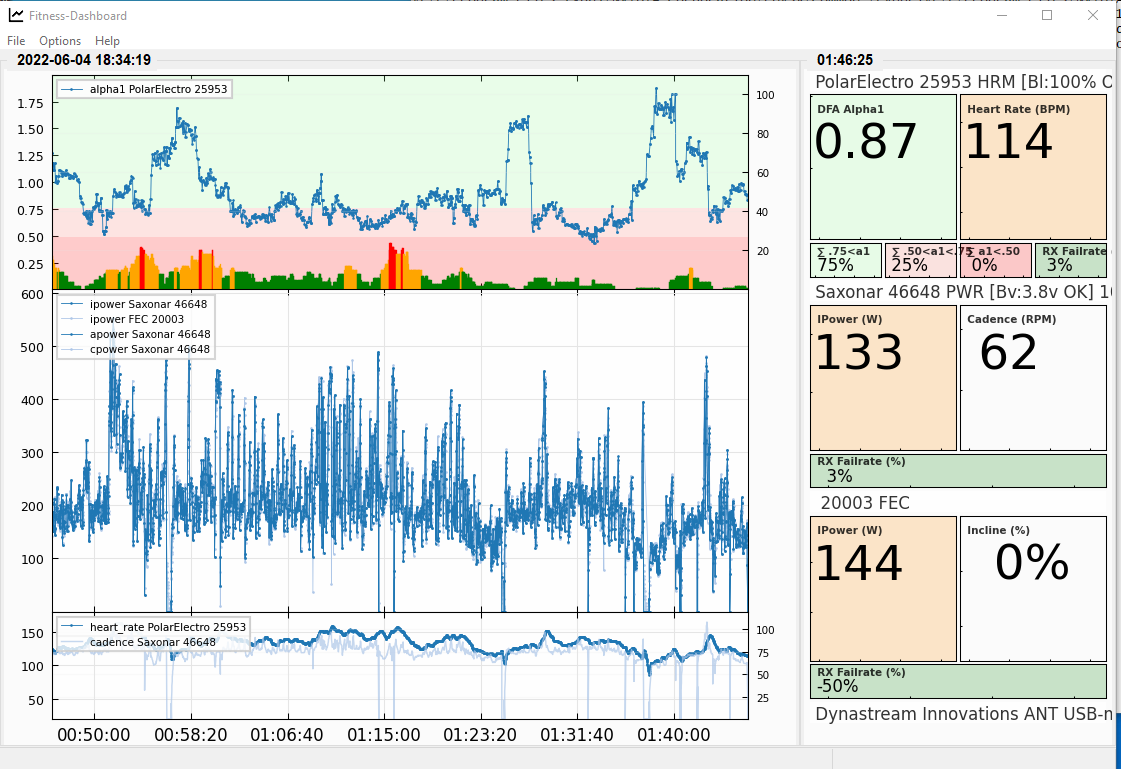 Fitness-Dashboard
File Options Help
2022-06-04 18:34:19
alpha1 PolarElectro 25953
1.75
1.50
1.25
1.00
0.75
0.50
0.25
100
80
60
40
20
ipower Saxonar 46648
ipower FEC 20003
apower Saxonar 46648
cpower Saxonar 46648
600
500
400
300
200
100
heart_rate PolarElectro 25953
cadence Saxonar 46648
150
100
50
100
75
50
25
00:50:00 00:58:20 01:06:40 01:15:00 01:23:20 01:31:40 01:40:00
01:46:25
PolarElectro 25953 HRM [Bl:100% O
DFA Alpha1
0.87
Heart Rate (BPM)
114
∑ .75<a1
75%
∑ .50<a1<.75
25%
∑ a1<.50
0%
RX Failrate
3%
Saxonar 46648 PWR [Bv:3.8v OK] 10
IPower (W)
133
Cadence (RPM)
62
RX Failrate (%)
3%
20003 FEC
IPower (W)
144
Incline (%)
0%
RX Failrate (%)
-50%
Dynastream Innovations ANT USB-m